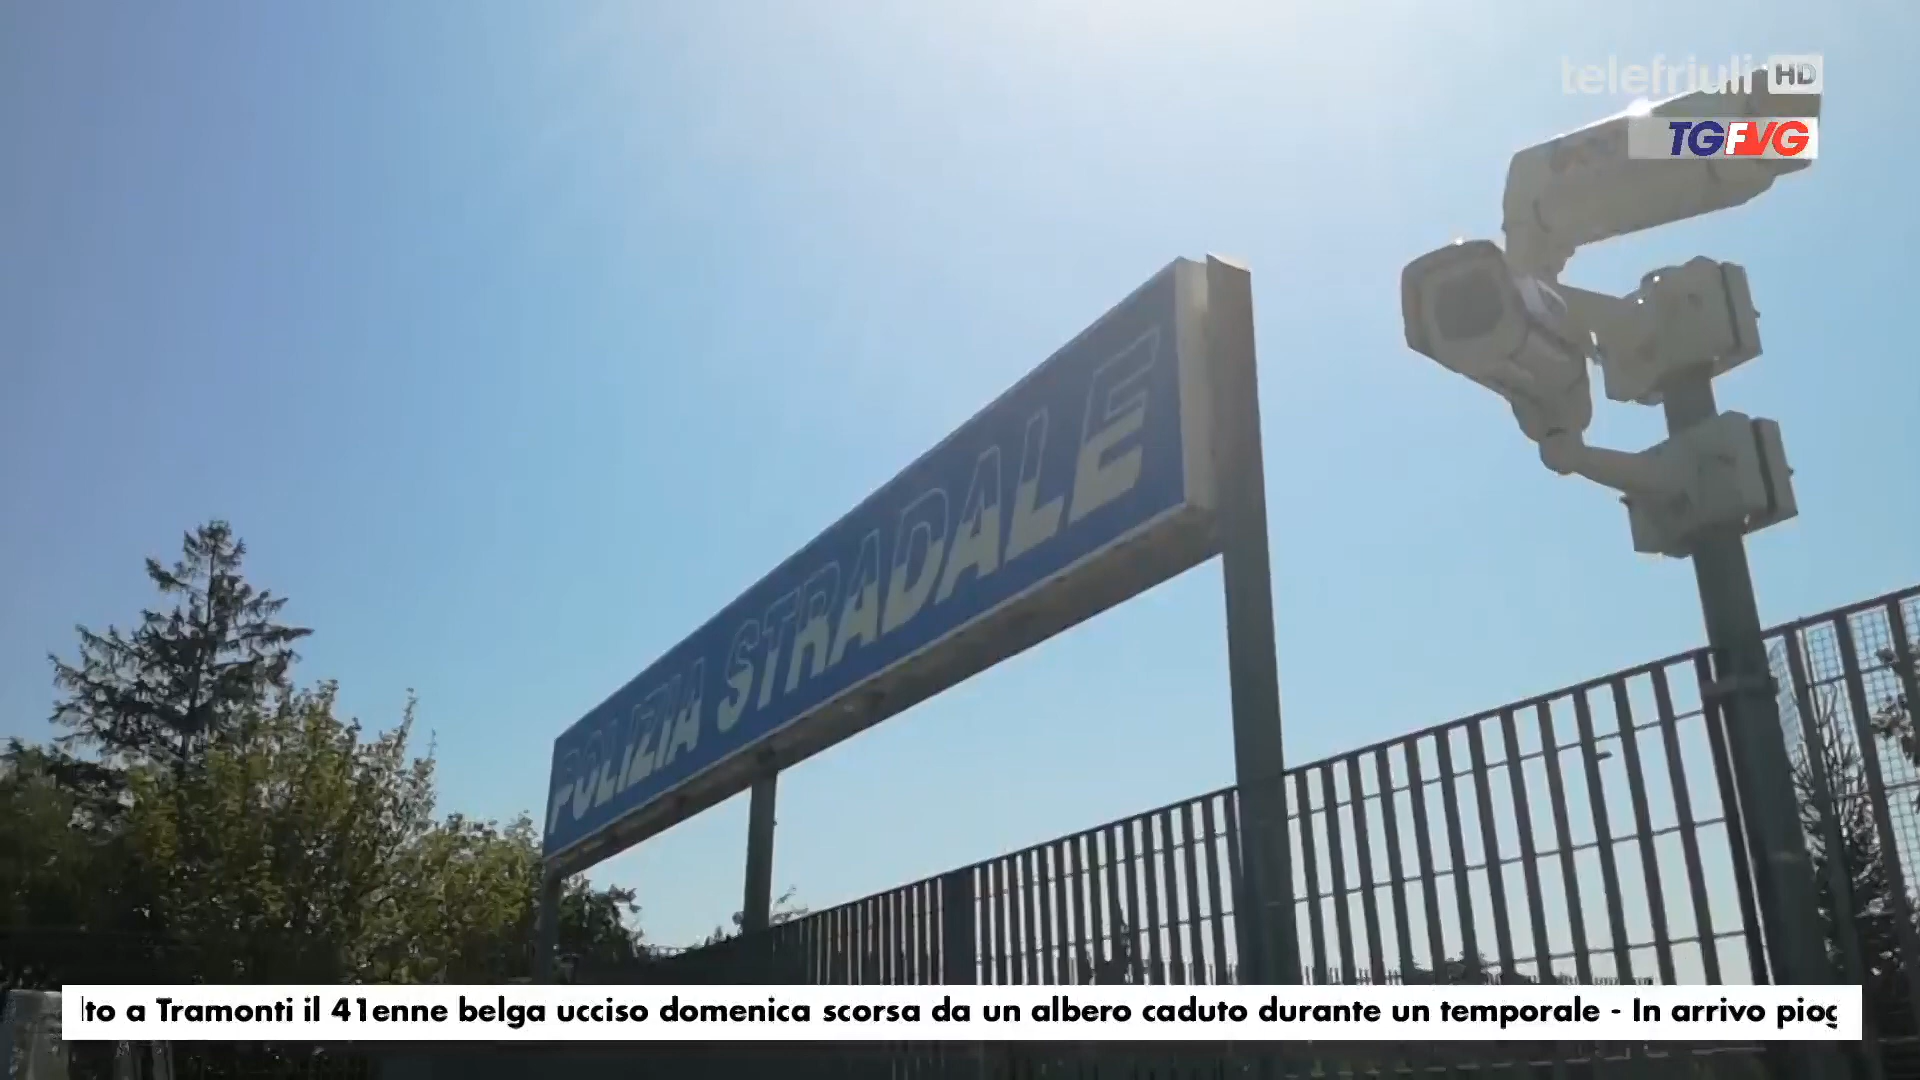 telefriuli HD
TGFVG
POLIZIA STRADALE
to a Tramonti il 41enne belga ucciso domenica scorsa da un albero caduto durante un temporale - In arrivo